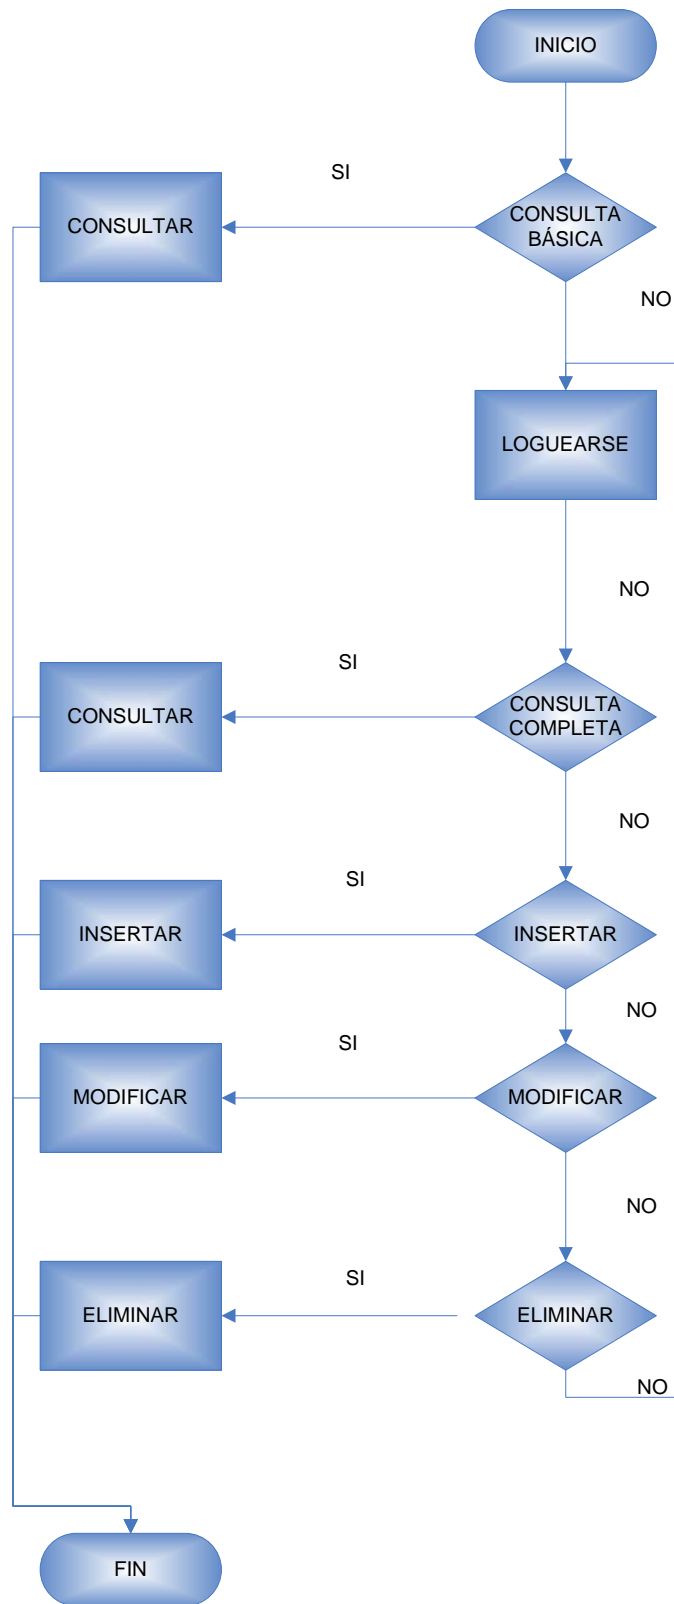 INICIO
SI
CONSULTAR
CONSULTA
BÁSICA
NO
LOGUEARSE
NO
SI
CONSULTAR
CONSULTA
COMPLETA
NO
SI
INSERTAR
INSERTAR
NO
SI
MODIFICAR
MODIFICAR
NO
SI
ELIMINAR
ELIMINAR
NO
FIN